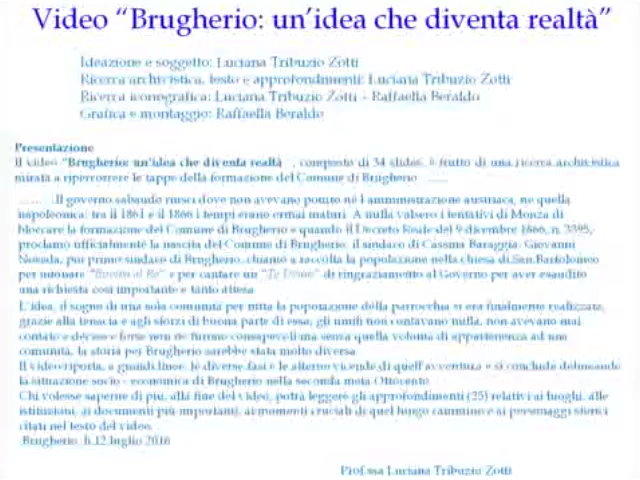 Video “Brugherio: un’idea che diventa realtà”
Ideazione e soggetto: Luciana Tribuzio Zotti
Ricerca archivistica, testo e approfondimenti: Luciana Tribuzio Zotti
Ricerca iconografica: Luciana Tribuzio Zotti - Raffaella Beraldo
Grafica e montaggio: Raffaella Beraldo
Presentazione
Il video “Brugherio: un’idea che diventa realtà , composto di 34 slides, è frutto di una ricerca archivistica
mirata a ripercorrere le tappe della formazione del Comune di Brugherio ......
...... .Il governo sabaudo riuscì dove non avevano potuto né l amministrazione austriaca, né quella
napoleonica: tra il 1861 e il 1866 i tempi erano ormai maturi. A nulla valsero i tentativi di Monza di
bloccare la formazione del Comune di Brugherio e quando il Decreto Reale del 9 dicembre 1866, n. 3395,
proclamò ufficialmente la nascita del Comune di Brugherio, il sindaco di Cassina Baraggia, Giovanni
Noseda, poi primo sindaco di Brugherio, chiamò a raccolta la popolazione nella chiesa di San Bartolomeo
per intonare “Evviva al Re” e per cantare un “Te Deum” di ringraziamento al Governo per aver esaudito
una richiesta così importante e tanto attesa.
L’idea, il sogno di una sola comunità per tutta la popolazione della parrocchia si era finalmente realizzata,
grazie alla tenacia e agli sforzi di buona parte di essa; gli umili non contavano nulla, non avevano mai
contato e deciso e forse non ne furono consapevoli ma senza quella volontà di appartenenza ad una
comunità, la storia per Brugherio sarebbe stata molto diversa.
Il video riporta, a grandi linee, le diverse fasi e le alterne vicende di quell’avventura e si conclude delineando
la situazione socio - economica di Brugherio nella seconda metà Ottocento.
Chi volesse saperne di più, alla fine del video, potrà leggere gli approfondimenti (25) relativi ai luoghi, alle
istituzioni, ai documenti più importanti, ai momenti cruciali di quel lungo cammino e ai personaggi storici
citati nel testo del video.
Brugherio, lì 12 luglio 2016
Prof.ssa Luciana Tribuzio Zotti